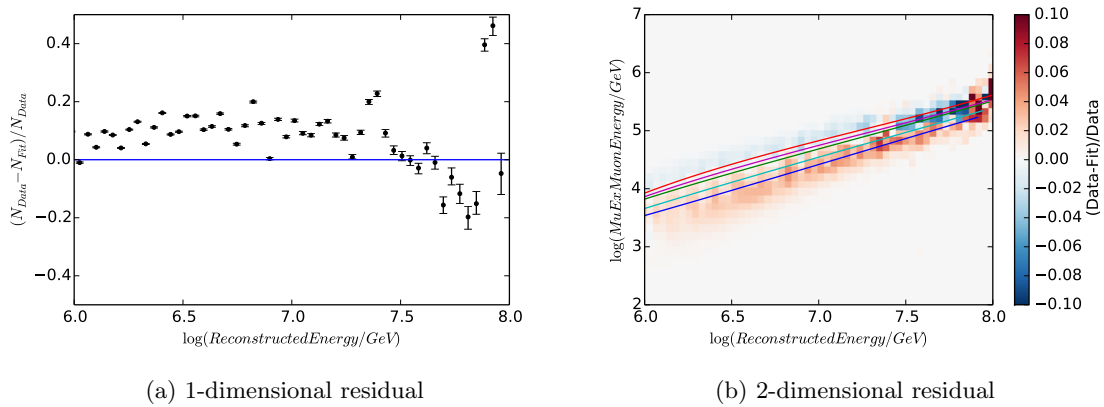 0.4
0.2
0.0
−0.2
−0.4
(N_Data−N_Fit)/N_Data
6.0 6.5 7.0 7.5 8.0
log(ReconstructedEnergy/GeV)
(a) 1-dimensional residual
7
6
5
4
3
2
log(MuExMuonEnergy/GeV)
6.0 6.5 7.0 7.5 8.0
log(ReconstructedEnergy/GeV)
0.10
0.08
0.06
0.04
0.02
0.00
−0.02
−0.04
−0.06
−0.08
−0.10
(Data-Fit)/Data
(b) 2-dimensional residual